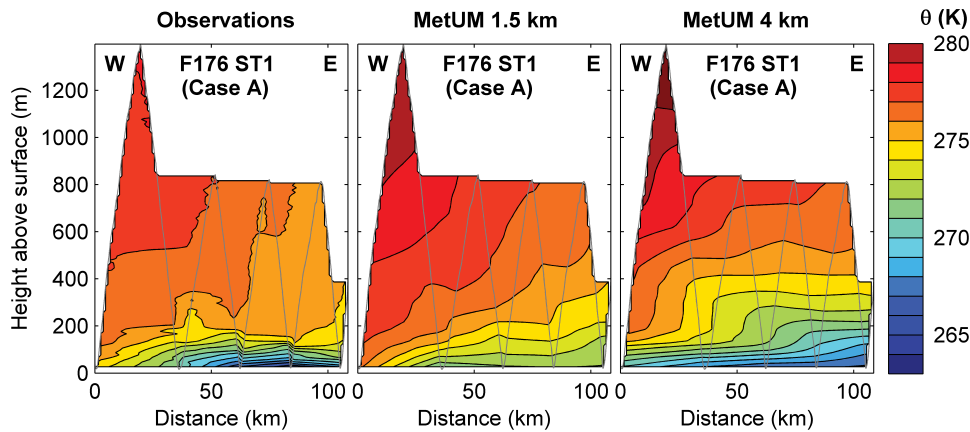 Observations
MetUM 1.5 km
MetUM 4 km
θ (K)
W
F176 ST1
E
(Case A)
W
F176 ST1
E
(Case A)
W
F176 ST1
E
(Case A)
Height above surface (m)
1200
1000
800
600
400
200
0
0
50
100
0
50
100
0
50
100
Distance (km)
Distance (km)
Distance (km)
280
275
270
265